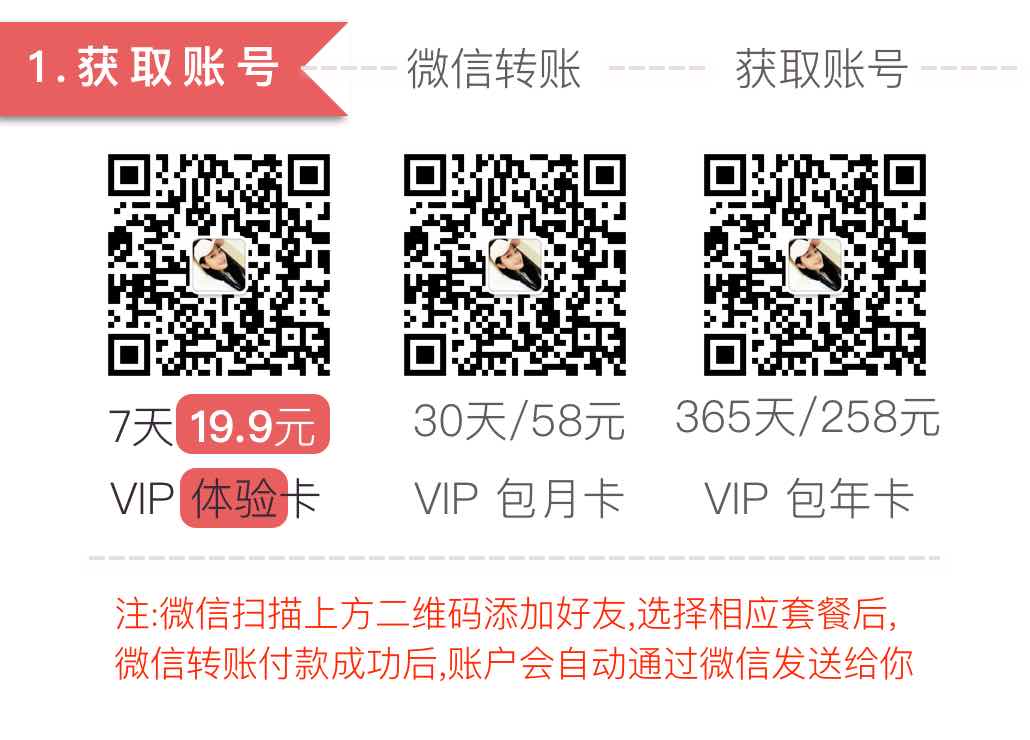 1.获取账号 微信转账 获取账号
7天 19.9元 30天/58元 365天/258元
VIP 体验卡 VIP 包月卡 VIP 包年卡
注:微信扫描上方二维码添加好友,选择相应套餐后,
微信转账付款成功后,账户会自动通过微信发送给你